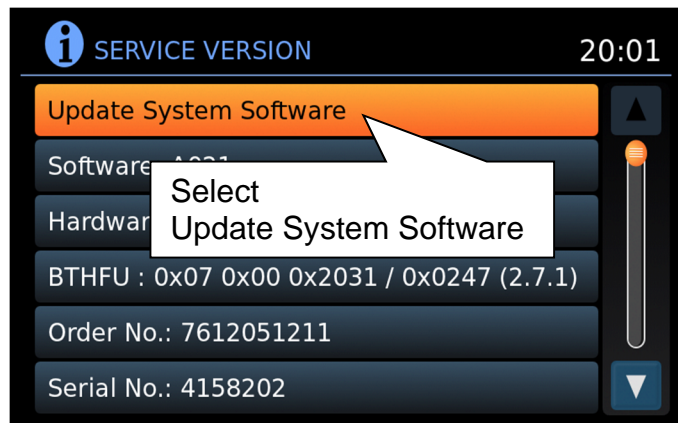 SERVICE VERSION 20:01
Update System Software
Software
Select
Update System Software
BTHFU : 0x07 0x00 0x2031 / 0x0247 (2.7.1)
Order No.: 7612051211
Serial No.: 4158202